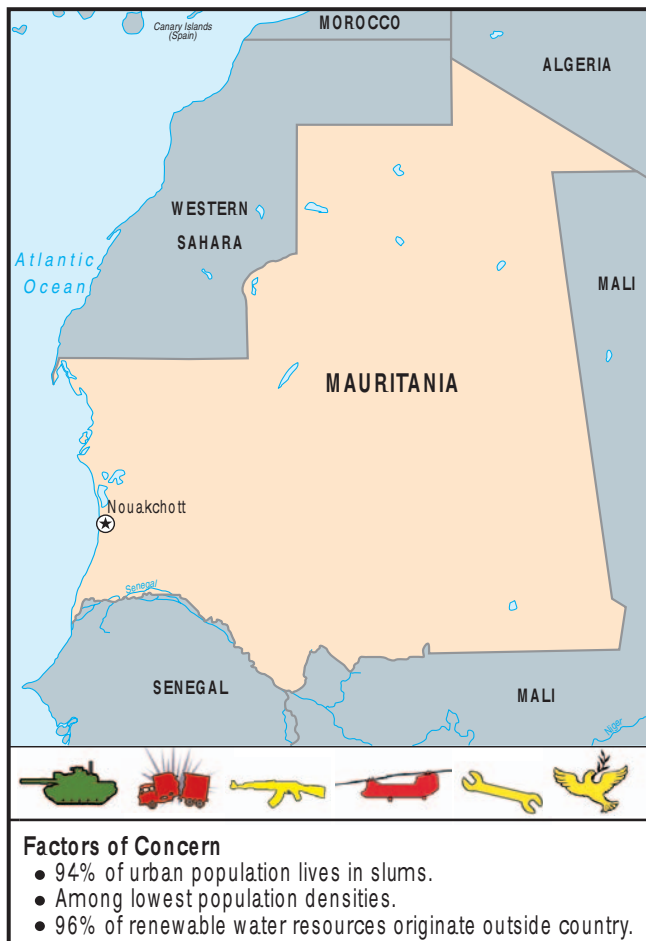 Canary Islands
(Spain)
MOROCCO
ALGERIA
WESTERN
SAHARA
Atlantic
Ocean
MALI
MAURITANIA
Nouakchott
Senegal
SENEGAL
MALI
Niger
Factors of Concern
● 94% of urban population lives in slums.
● Among lowest population densities.
● 96% of renewable water resources originate outside country.